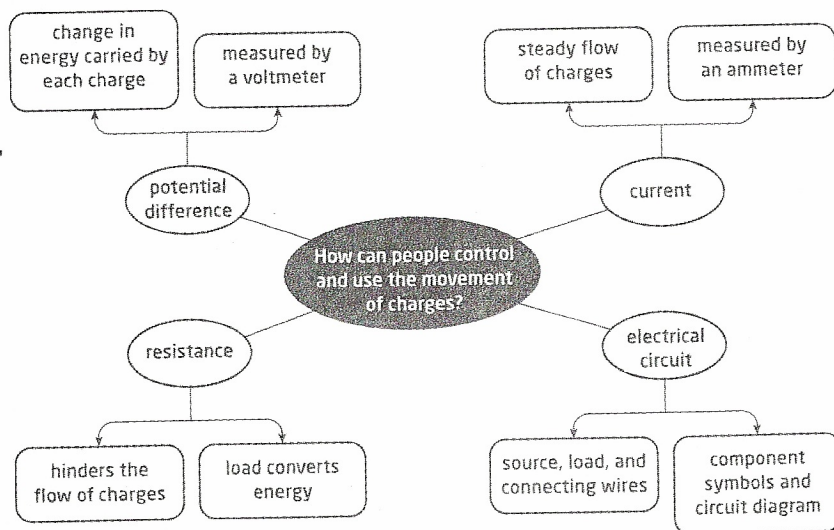 change in
energy carried by
each charge
measured by
a voltmeter
steady flow
of charges
measured by
an ammeter
potential
difference
current
How can people control
and use the movement
of charges?
resistance
electrical
circuit
hinders the
flow of charges
load converts
energy
source, load, and
connecting wires
component
symbols and
circuit diagram